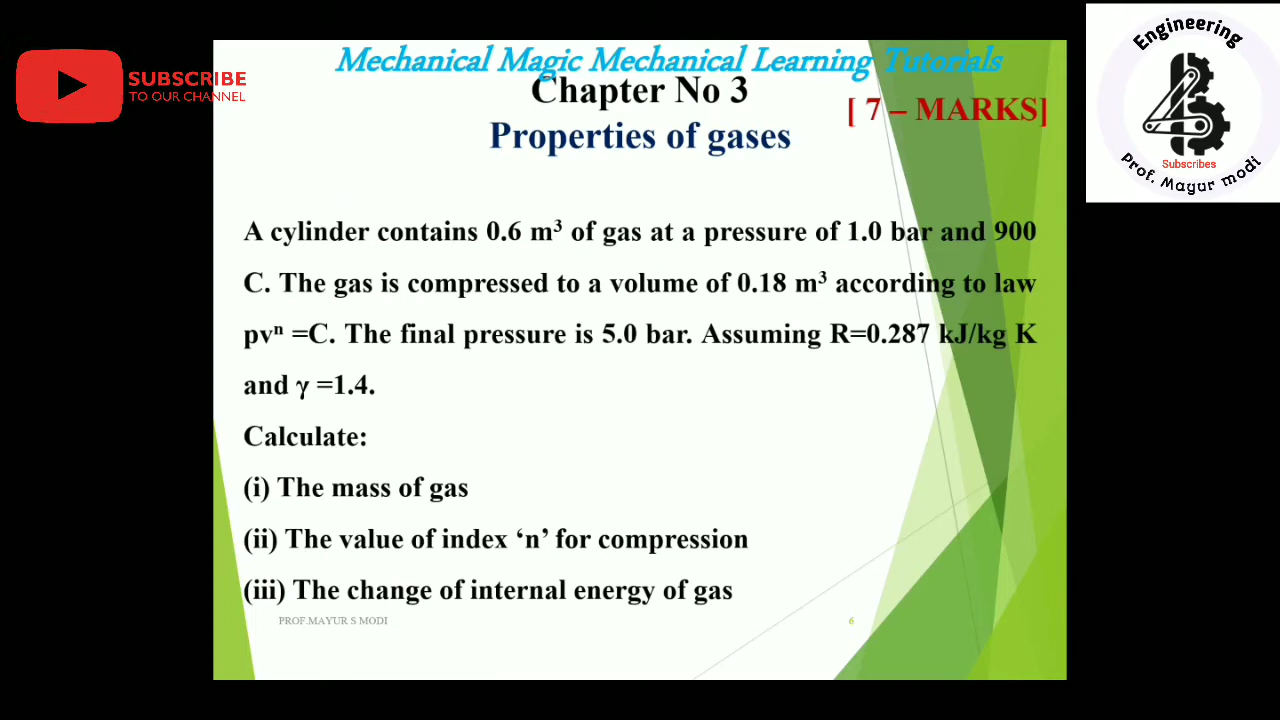 Mechanical Magic Mechanical Learning Tutorials
SUBSCRIBE
TO OUR CHANNEL
Engineering
Subscribes
Prof. Mayur modi
Chapter No 3
[ 7 – MARKS]
Properties of gases
A cylinder contains 0.6 m³ of gas at a pressure of 1.0 bar and 900
C. The gas is compressed to a volume of 0.18 m³ according to law
pvⁿ =C. The final pressure is 5.0 bar. Assuming R=0.287 kJ/kg K
and γ =1.4.
Calculate:
(i) The mass of gas
(ii) The value of index ‘n’ for compression
(iii) The change of internal energy of gas
PROF.MAYUR S MODI
6